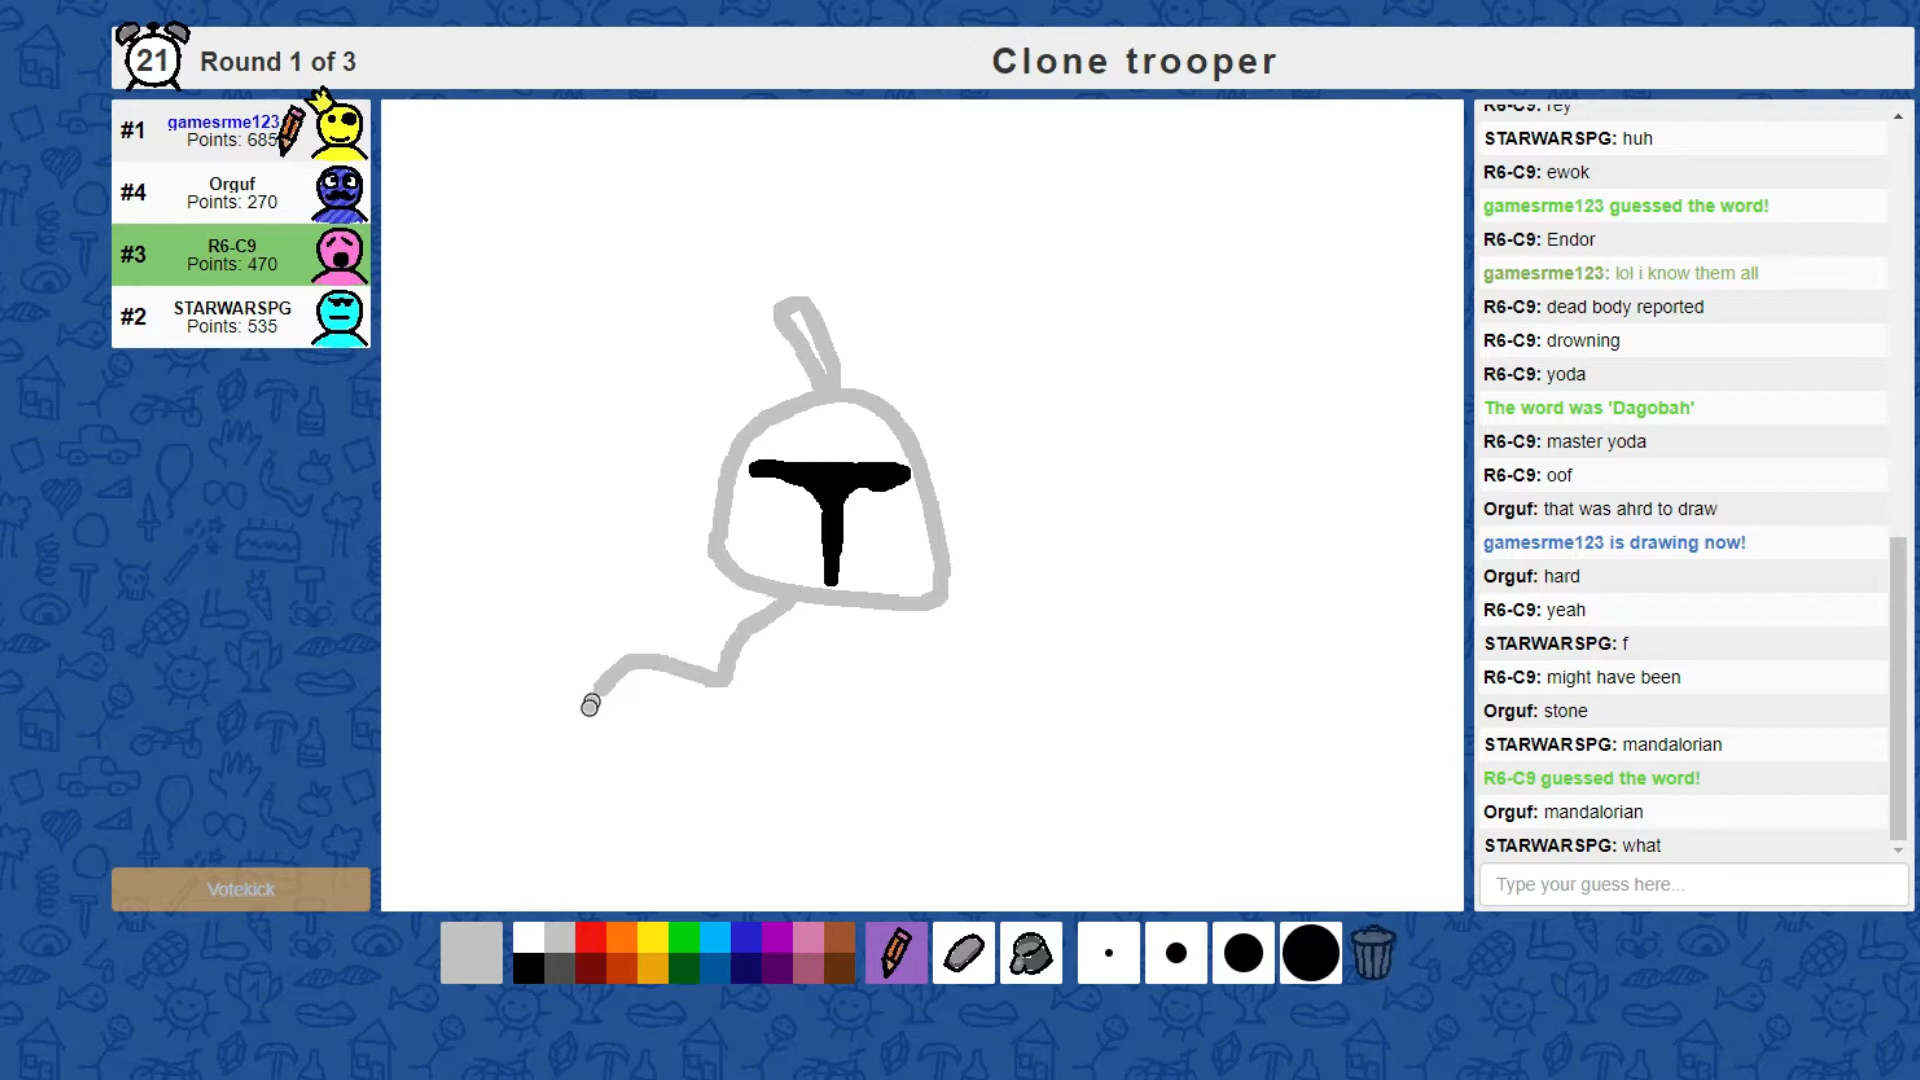 21
Round 1 of 3
Clone trooper
#1
gamesrme123
Points: 685
#4
Orguf
Points: 270
#3
R6-C9
Points: 470
#2
STARWARSPG
Points: 535
Votekick
R6-C9: rey
STARWARSPG: huh
R6-C9: ewok
gamesrme123 guessed the word!
R6-C9: Endor
gamesrme123: lol i know them all
R6-C9: dead body reported
R6-C9: drowning
R6-C9: yoda
The word was 'Dagobah'
R6-C9: master yoda
R6-C9: oof
Orguf: that was ahrd to draw
gamesrme123 is drawing now!
Orguf: hard
R6-C9: yeah
STARWARSPG: f
R6-C9: might have been
Orguf: stone
STARWARSPG: mandalorian
R6-C9 guessed the word!
Orguf: mandalorian
STARWARSPG: what
Type your guess here...